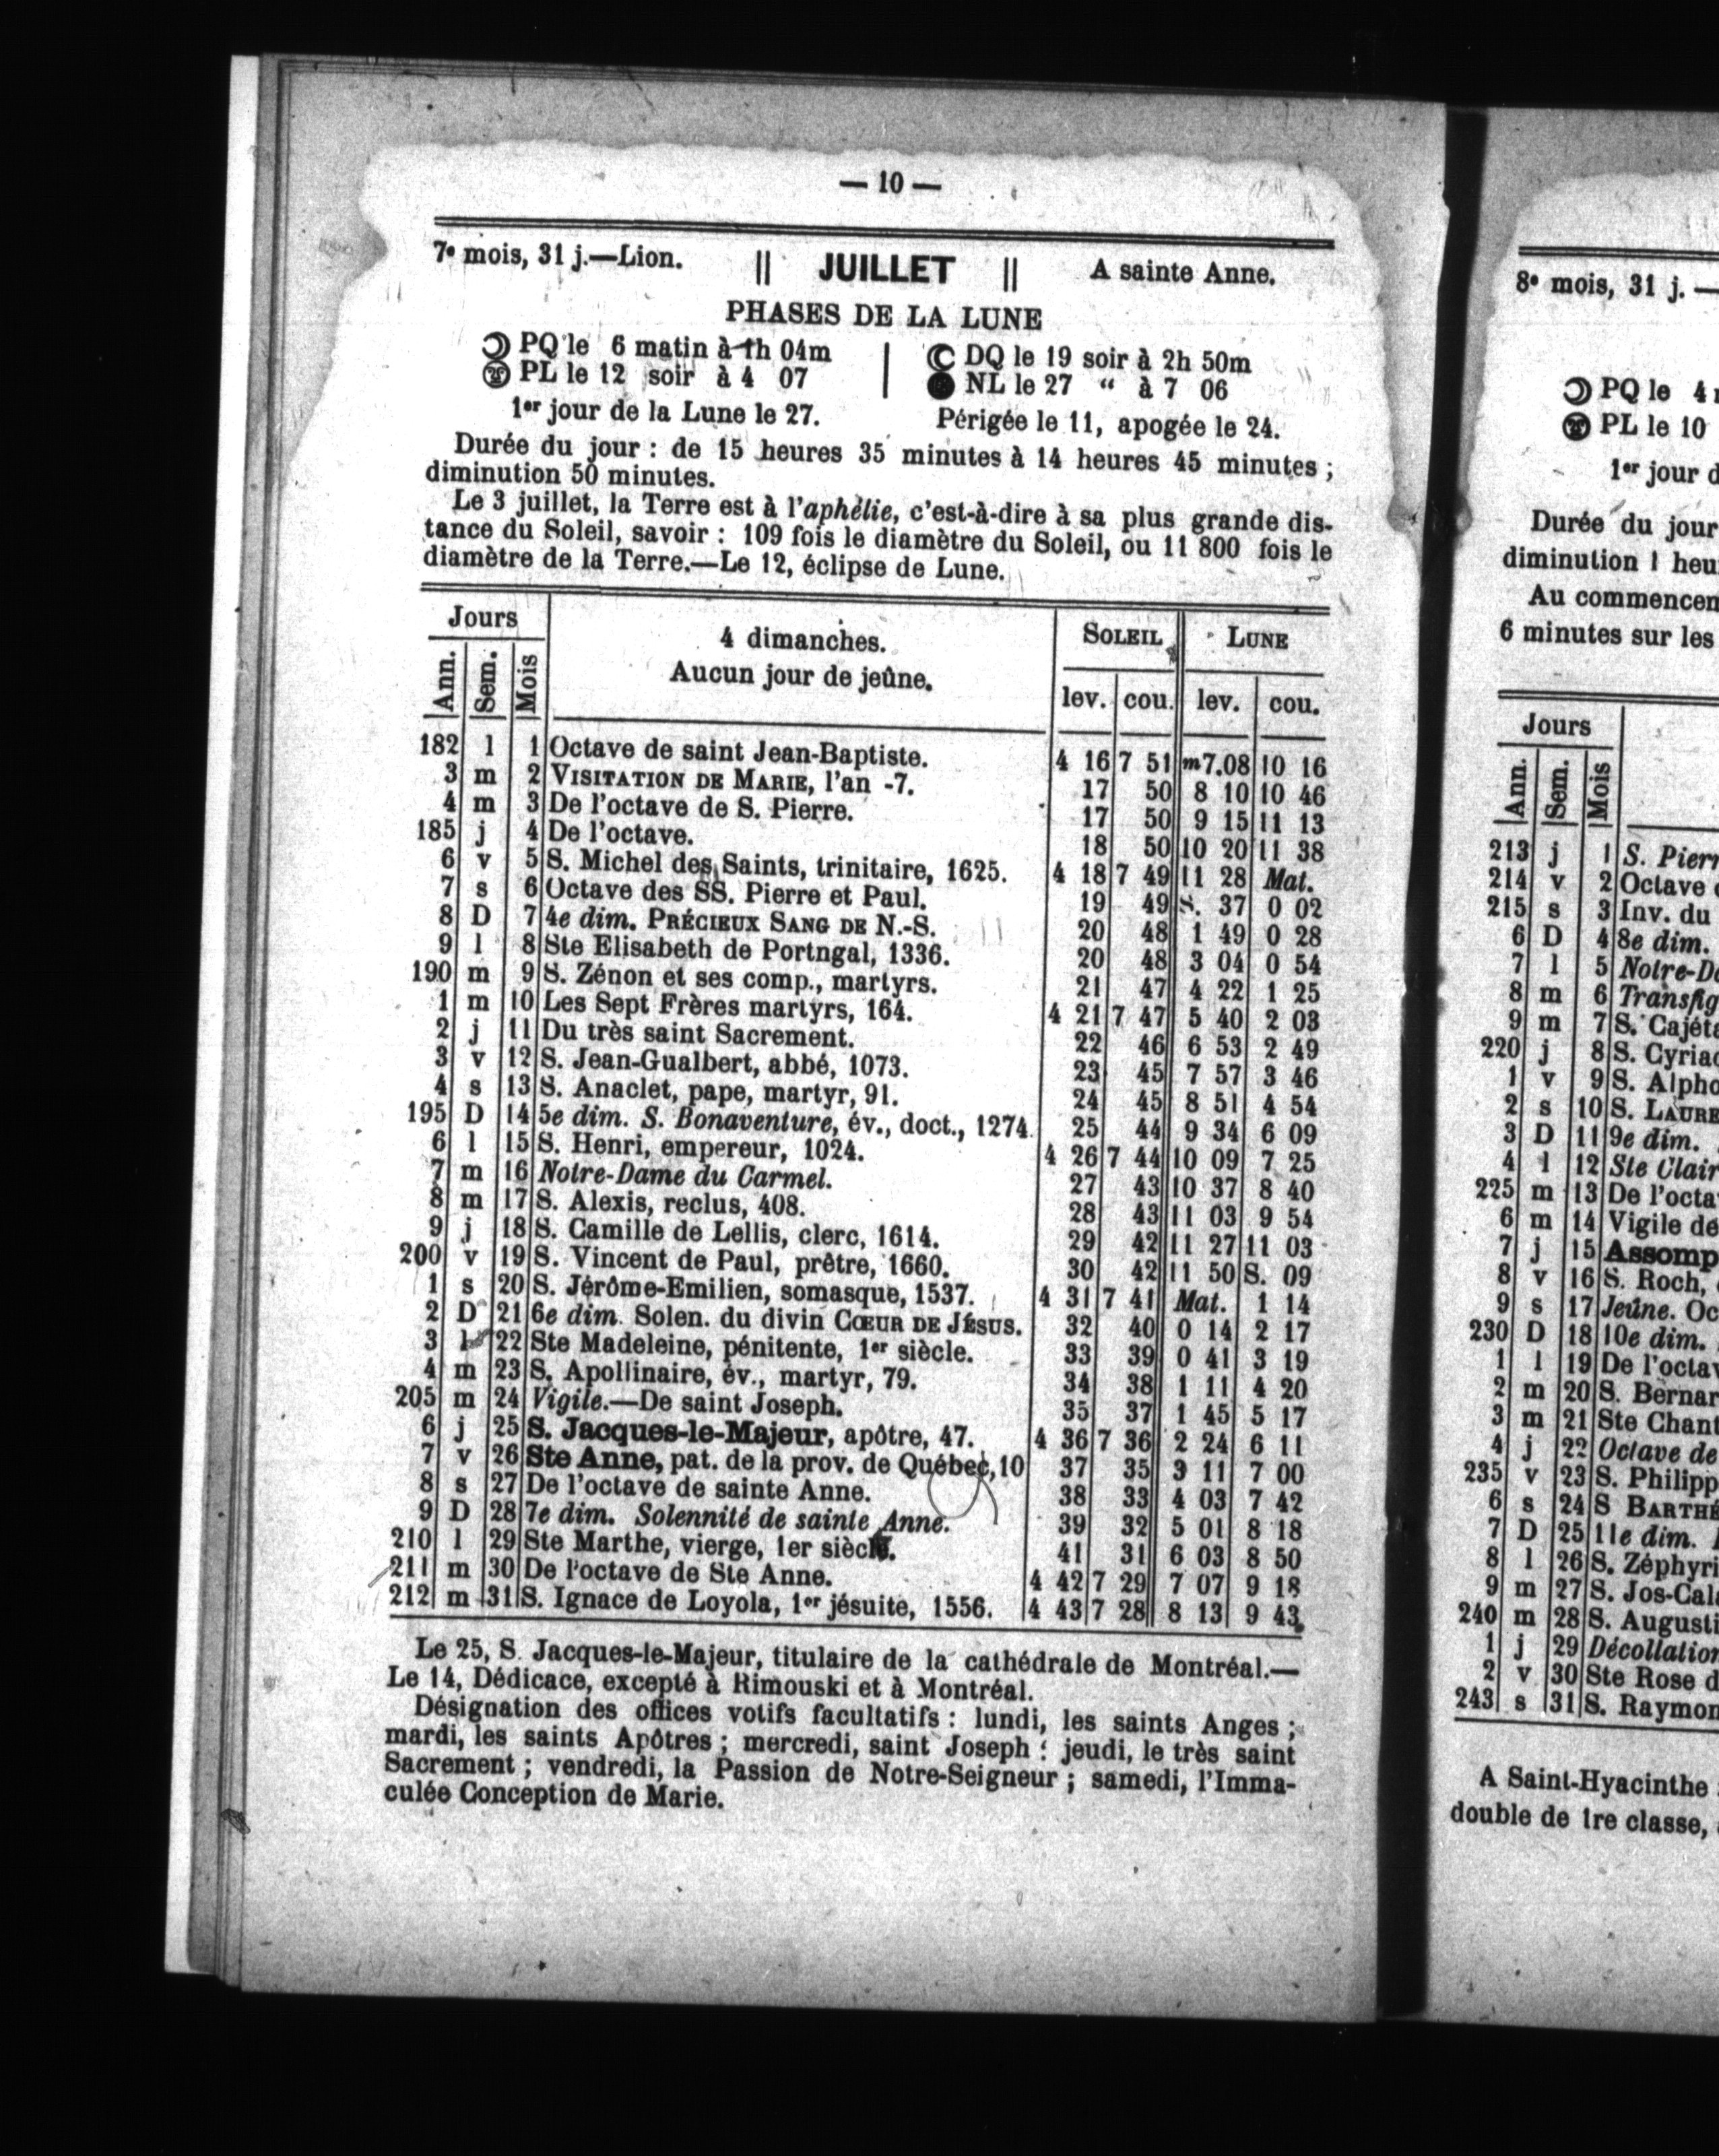 — 10 —
7e mois, 31 j.—Lion. || JUILLET || A sainte Anne.
PHASES DE LA LUNE
PQ le 6 matin à 1h 04m | DQ le 19 soir à 2h 50m
PL le 12 soir à 4 07 | NL le 27 “ à 7 06
1er jour de la Lune le 27. Périgée le 11, apogée le 24.
Durée du jour : de 15 heures 35 minutes à 14 heures 45 minutes ;
diminution 50 minutes.
Le 3 juillet, la Terre est à l'aphélie, c'est-à-dire à sa plus grande dis-
tance du Soleil, savoir : 109 fois le diamètre du Soleil, ou 11 800 fois le
diamètre de la Terre.—Le 12, éclipse de Lune.
Jours 4 dimanches. SOLEIL LUNE
Ann. Sem. Mois Aucun jour de jeûne. lev. cou. lev. cou.
182 l 1 Octave de saint Jean-Baptiste. 4 16 7 51 m7.08 10 16
3 m 2 VISITATION DE MARIE, l'an -7. 17 50 8 10 10 46
4 m 3 De l'octave de S. Pierre. 17 50 9 15 11 13
185 j 4 De l'octave. 18 50 10 20 11 38
6 v 5 S. Michel des Saints, trinitaire, 1625. 4 18 7 49 11 28 Mat.
7 s 6 Octave des SS. Pierre et Paul. 19 49 S. 37 0 02
8 D 7 4e dim. PRÉCIEUX SANG DE N.-S. 20 48 1 49 0 28
9 l 8 Ste Elisabeth de Portngal, 1336. 20 48 3 04 0 54
190 m 9 S. Zénon et ses comp., martyrs. 21 47 4 22 1 25
1 m 10 Les Sept Frères martyrs, 164. 4 21 7 47 5 40 2 03
2 j 11 Du très saint Sacrement. 22 46 6 53 2 49
3 v 12 S. Jean-Gualbert, abbé, 1073. 23 45 7 57 3 46
4 s 13 S. Anaclet, pape, martyr, 91. 24 45 8 51 4 54
195 D 14 5e dim. S. Bonaventure, év., doct., 1274. 25 44 9 34 6 09
6 l 15 S. Henri, empereur, 1024. 4 26 7 44 10 09 7 25
7 m 16 Notre-Dame du Carmel. 27 43 10 37 8 40
8 m 17 S. Alexis, reclus, 408. 28 43 11 03 9 54
9 j 18 S. Camille de Lellis, clerc, 1614. 29 42 11 27 11 03
200 v 19 S. Vincent de Paul, prêtre, 1660. 30 42 11 50 S. 09
1 s 20 S. Jérôme-Emilien, somasque, 1537. 4 31 7 41 Mat. 1 14
2 D 21 6e dim. Solen. du divin CŒUR DE JÉSUS. 32 40 0 14 2 17
3 l 22 Ste Madeleine, pénitente, 1er siècle. 33 39 0 41 3 19
4 m 23 S. Apollinaire, év., martyr, 79. 34 38 1 11 4 20
205 m 24 Vigile.—De saint Joseph. 35 37 1 45 5 17
6 j 25 S. Jacques-le-Majeur, apôtre, 47. 4 36 7 36 2 24 6 11
7 v 26 Ste Anne, pat. de la prov. de Québec, 10 37 35 3 11 7 00
8 s 27 De l'octave de sainte Anne. 38 33 4 03 7 42
9 D 28 7e dim. Solennité de sainte Anne. 39 32 5 01 8 18
210 l 29 Ste Marthe, vierge, 1er siècle. 41 31 6 03 8 50
211 m 30 De l'octave de Ste Anne. 4 42 7 29 7 07 9 18
212 m 31 S. Ignace de Loyola, 1er jésuite, 1556. 4 43 7 28 8 13 9 43
Le 25, S. Jacques-le-Majeur, titulaire de la cathédrale de Montréal.—
Le 14, Dédicace, excepté à Rimouski et à Montréal.
Désignation des offices votifs facultatifs : lundi, les saints Anges ;
mardi, les saints Apôtres ; mercredi, saint Joseph : jeudi, le très saint
Sacrement ; vendredi, la Passion de Notre-Seigneur ; samedi, l'Imma-
culée Conception de Marie.
8e mois, 31 j. —
PQ le 4
PL le 10
1er jour
Durée du jour
diminution 1
Au
6 minutes sur les
Jours
Ann. Sem. Mois
213 j 1 S.
214 v 2 Octave
215 s 3 Inv. du
6 D 4 8e dim.
7 l 5
8 m 6
9 m 7 S.
220 j 8 S.
1 v 9 S.
2 s 10 S.
3 D 11 9e dim.
4 l 12 Ste
225 m 13 De
6 m 14 Vigile
7 j 15
8 v 16 S. Roch,
9 s 17 Jeûne.
230 D 18 10e dim.
1 l 19 De
2 m 20 S.
3 m 21 Ste
4 j 22 Octave de
235 v 23 S.
6 s 24 S
7 D 25 11e dim.
8 l 26 S.
9 m 27 S.
240 m 28 S.
1 j 29
2 v 30 Ste Rose
243 s 31 S.
A Saint-Hyacinthe
double de 1re classe,